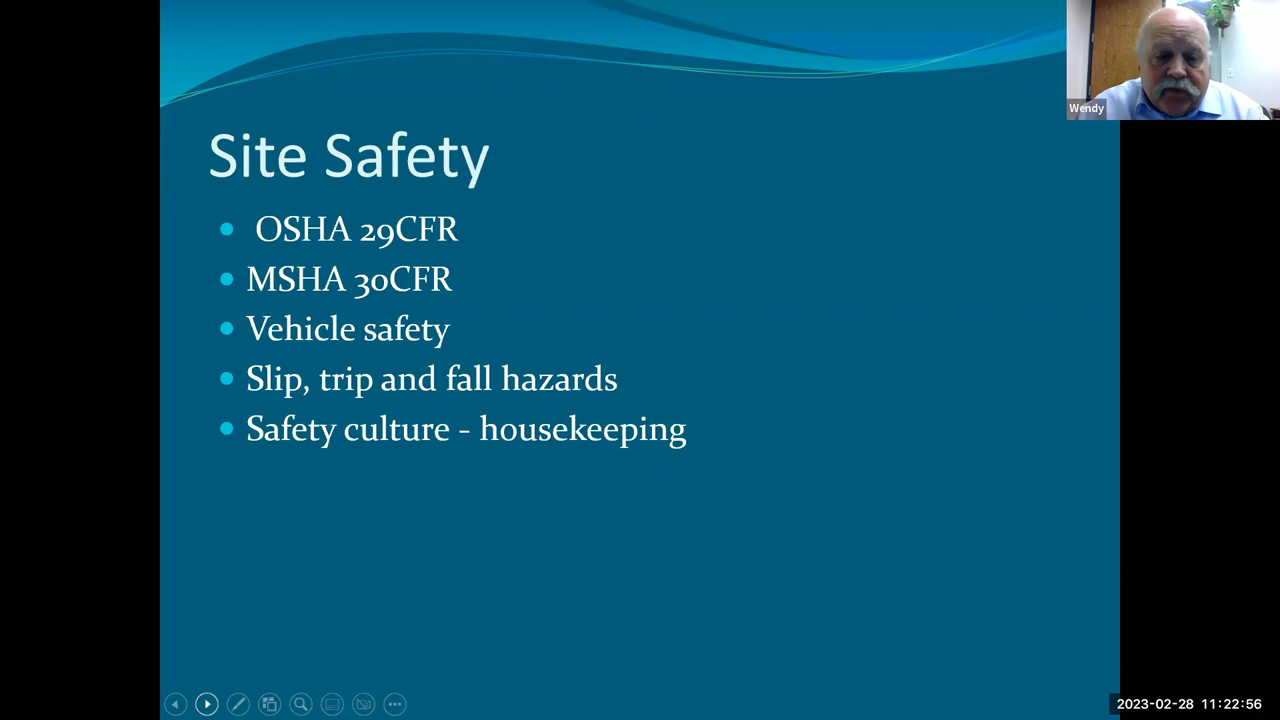 Wendy
Site Safety
OSHA 29CFR
MSHA 30CFR
Vehicle safety
Slip, trip and fall hazards
Safety culture - housekeeping
2023-02-28 11:22:56